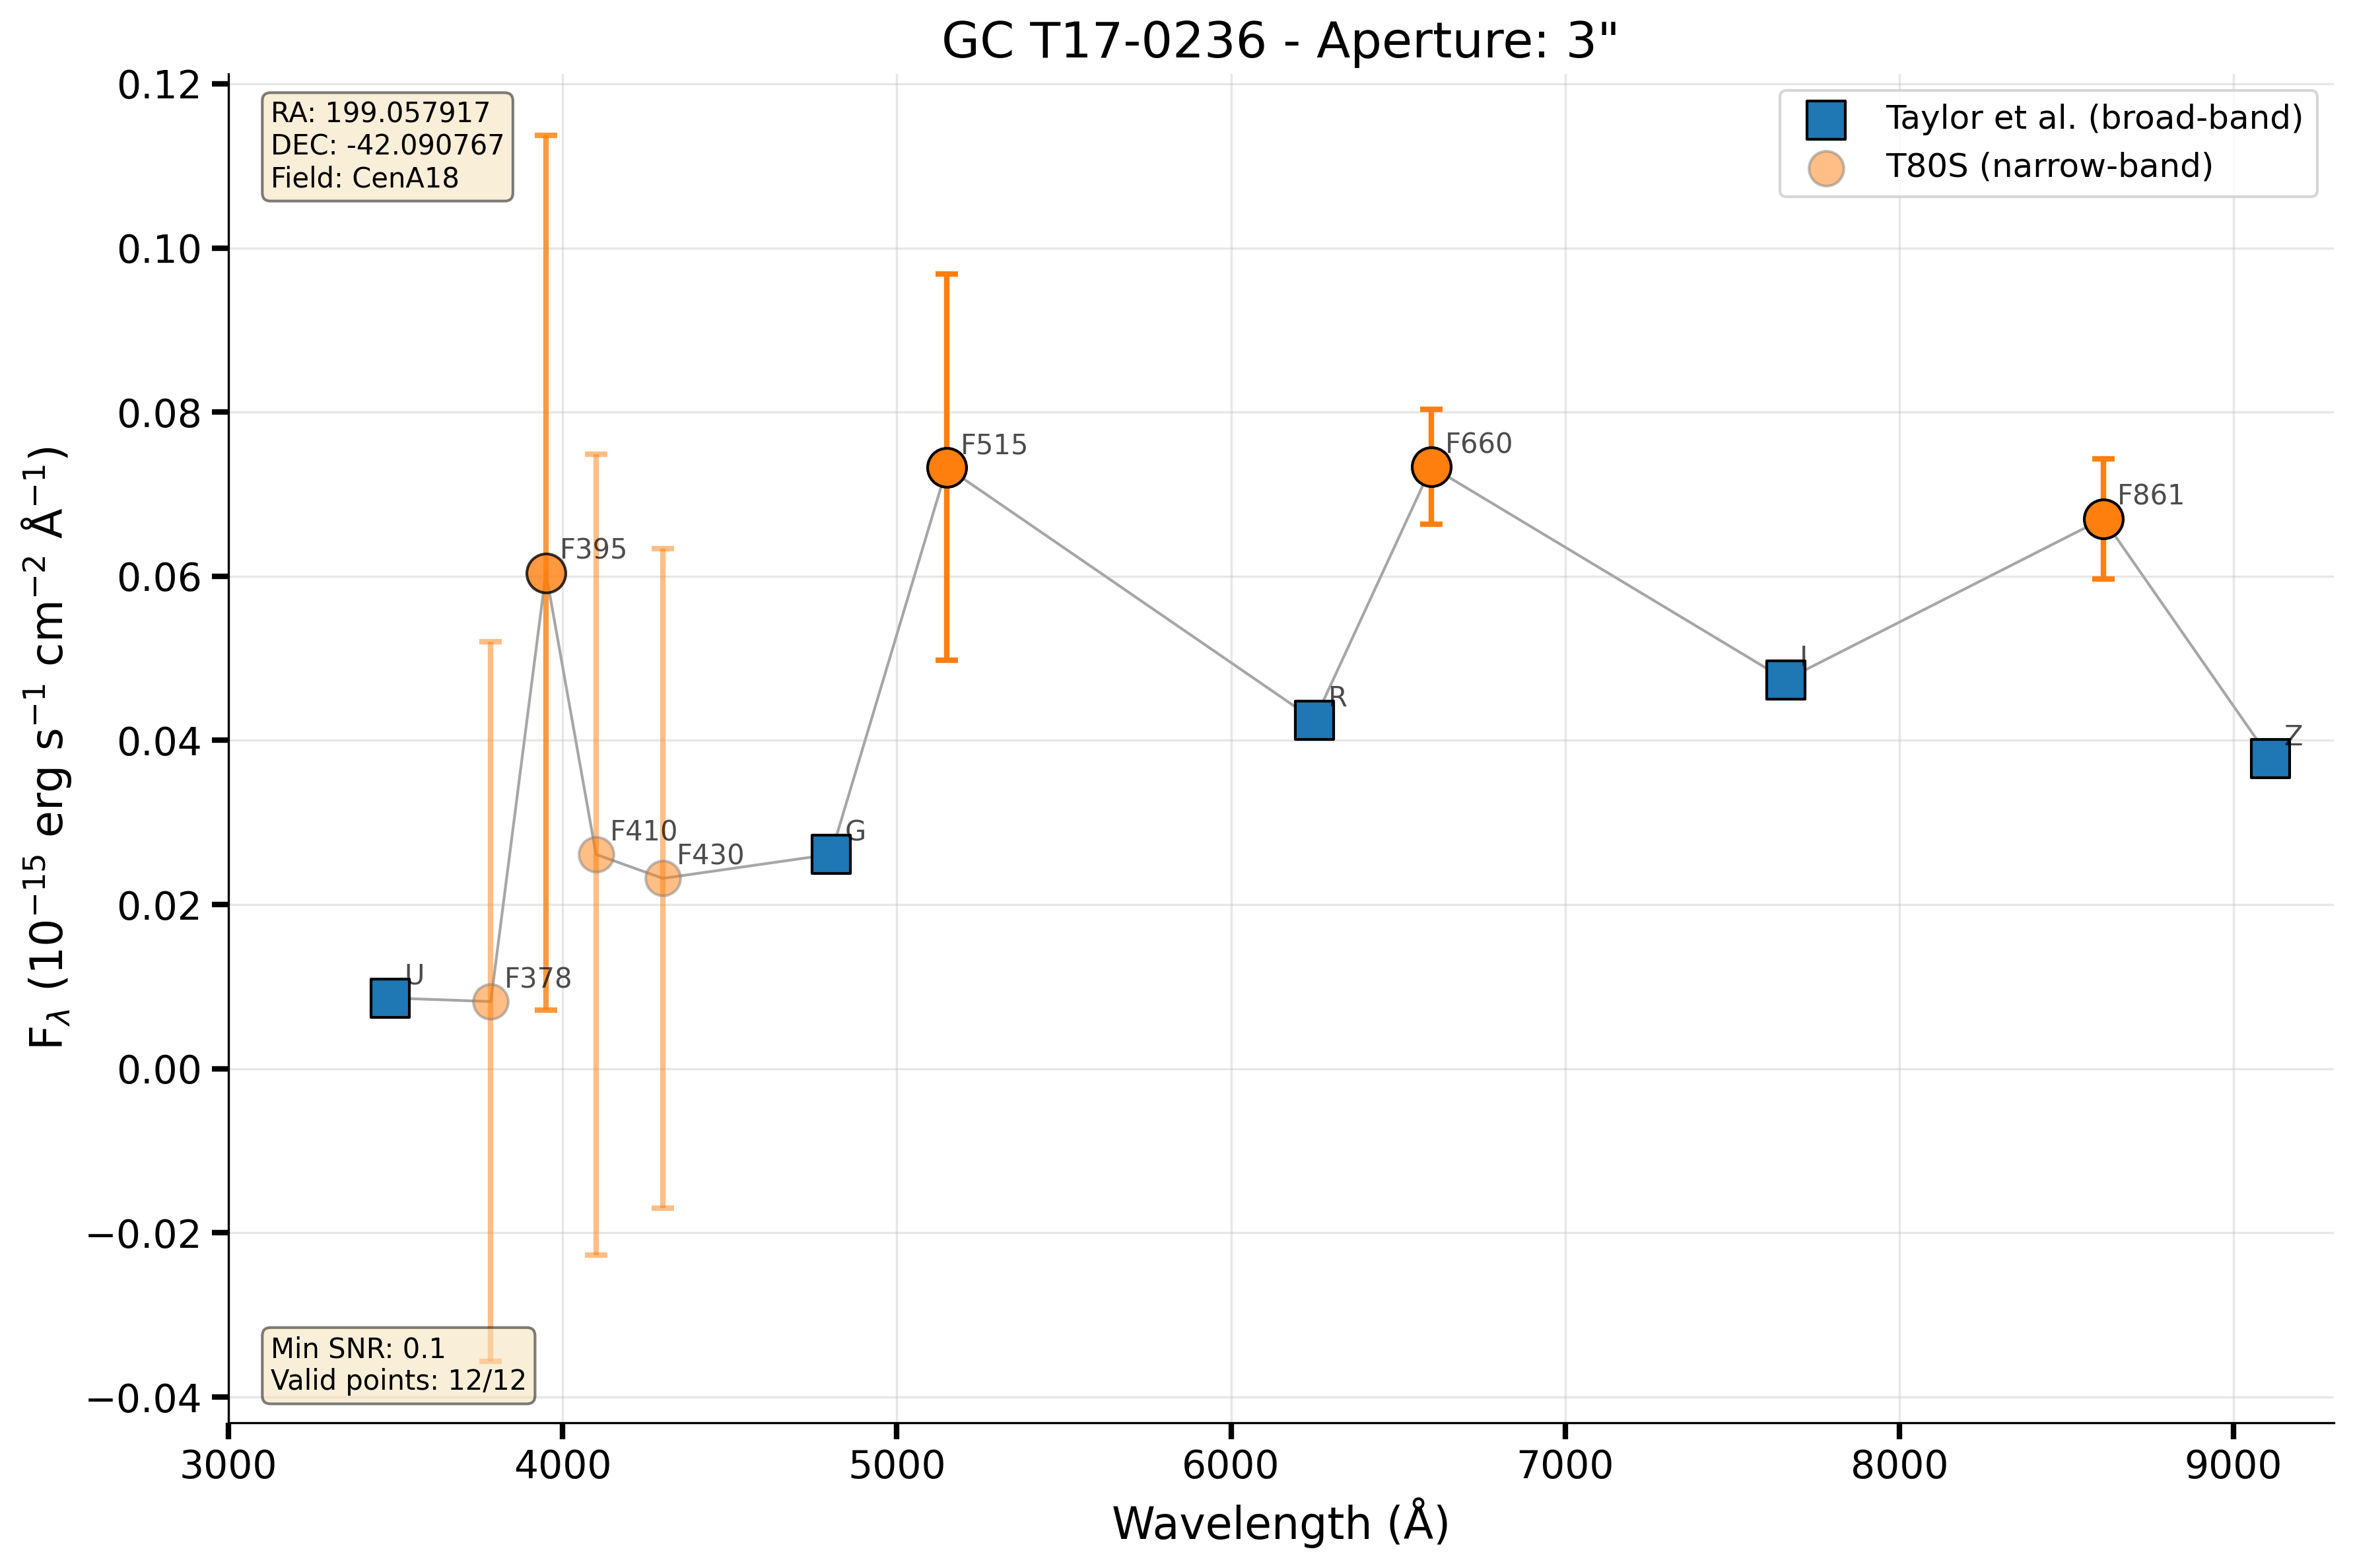 GC T17-0236 - Aperture: 3"
RA: 199.057917
DEC: -42.090767
Field: CenA18
Taylor et al. (broad-band)
T80S (narrow-band)
F_λ (10⁻¹⁵ erg s⁻¹ cm⁻² Å⁻¹)
0.12
0.10
0.08
0.06
0.04
0.02
0.00
−0.02
−0.04
U
F378
F395
F410
F430
G
F515
R
F660
I
F861
Z
Min SNR: 0.1
Valid points: 12/12
3000
4000
5000
6000
7000
8000
9000
Wavelength (Å)